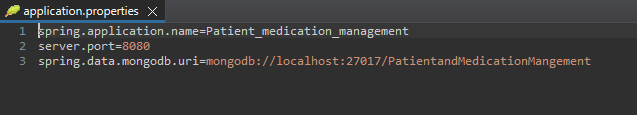 application.properties
1 spring.application.name=Patient_medication_management
2 server.port=8080
3 spring.data.mongodb.uri=mongodb://localhost:27017/PatientandMedicationMangement